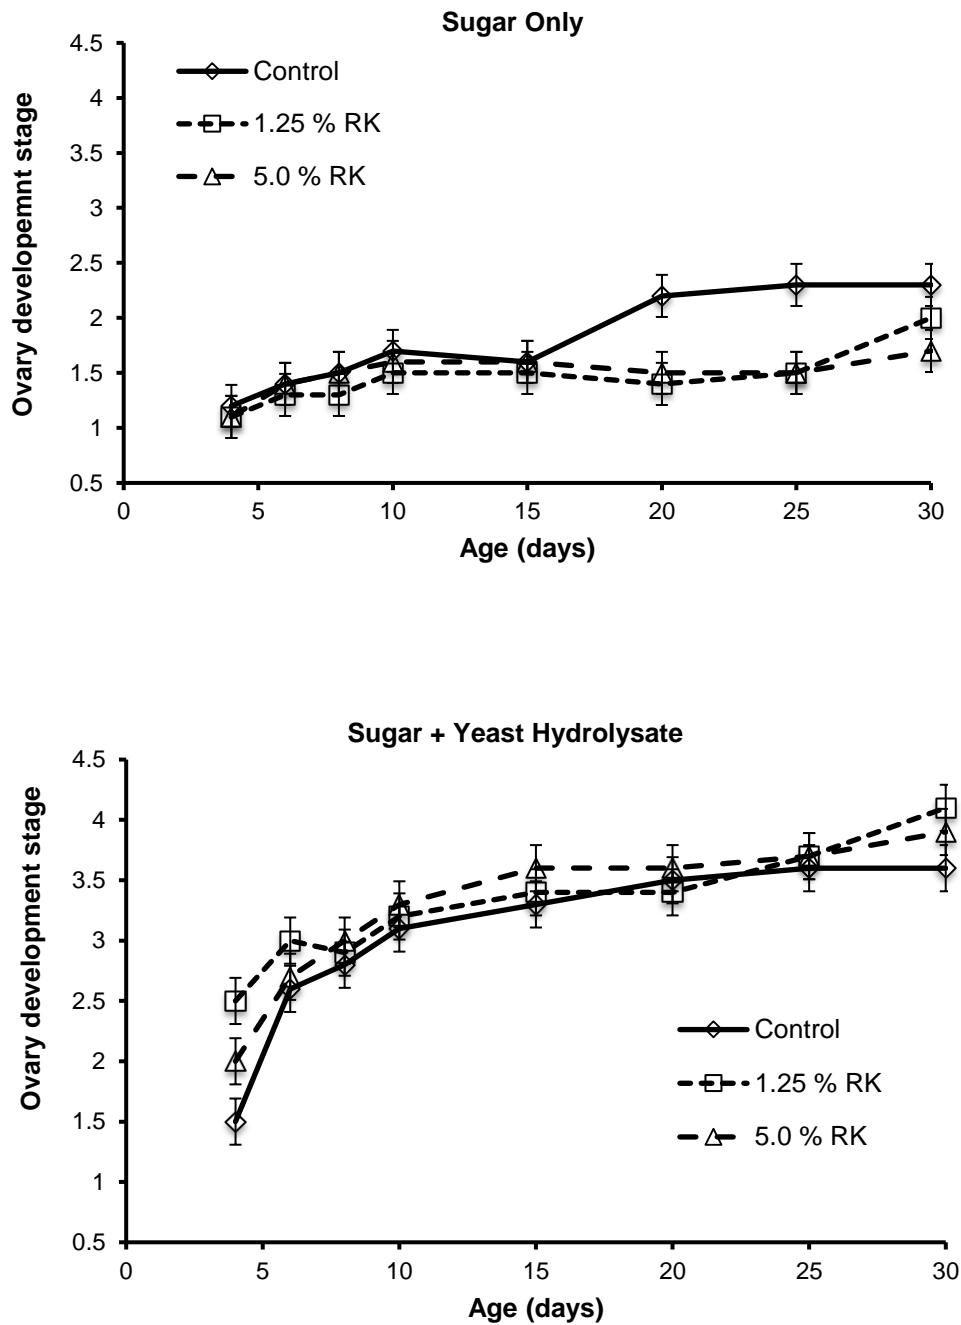 Sugar Only
4.5
4
3.5
3
2.5
2
1.5
1
0.5
Ovary developemnt stage
Control
1.25 % RK
5.0 % RK
0 5 10 15 20 25 30
Age (days)
Sugar + Yeast Hydrolysate
4.5
4
3.5
3
2.5
2
1.5
1
0.5
Ovary development stage
Control
1.25 % RK
5.0 % RK
0 5 10 15 20 25 30
Age (days)